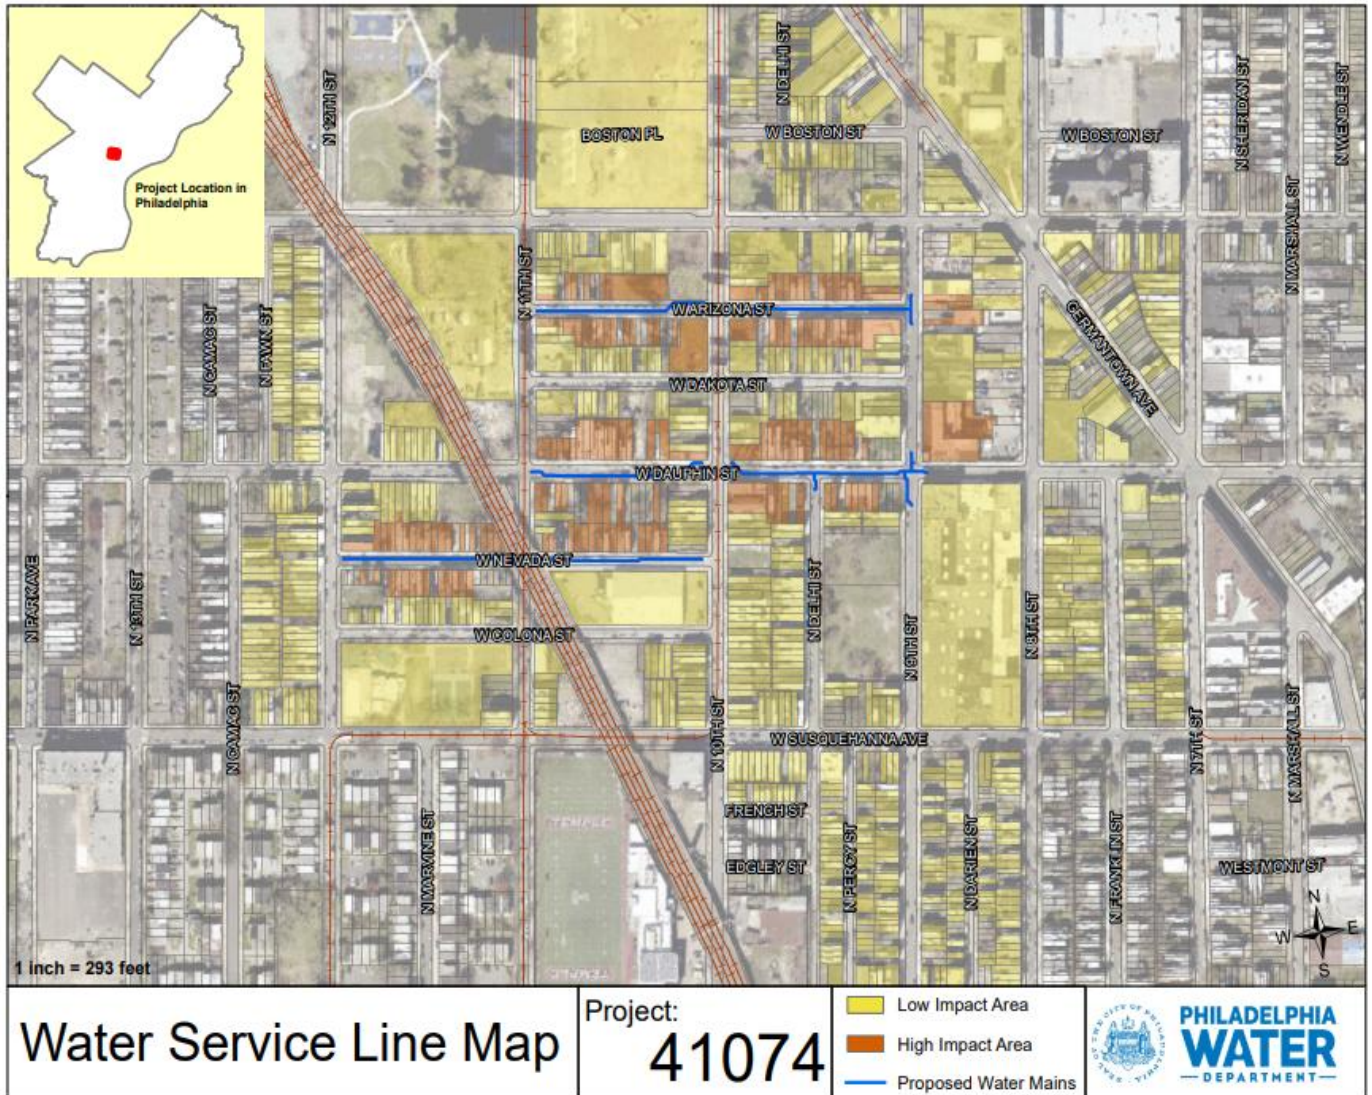 Project Location in
Philadelphia
N 12TH ST
N DELHI ST
BOSTON PL
W BOSTON ST
W BOSTON ST
N SHERIDAN ST
N WENDLE ST
N MARSHALL ST
N 11TH ST
W ARIZONA ST
N CAMAC ST
N FAWN ST
GERMANTOWN AVE
W DAKOTA ST
W DAUPHIN ST
W NEVADA ST
N PARK AVE
N 13TH ST
N DELHI ST
N 9TH ST
N 8TH ST
W COLONA ST
N CAMAC ST
N 10TH ST
W SUSQUEHANNA AVE
N 7TH ST
N MARSHALL ST
N MARVINE ST
TEMPLE
FRENCH ST
EDGLEY ST
N PERCY ST
N DARIEN ST
N FRANKLIN ST
WESTMONT ST
TEMPLE
N
W E
S
1 inch = 293 feet
Water Service Line Map
Project:
41074
Low Impact Area
High Impact Area
Proposed Water Mains
PHILADELPHIA
WATER
DEPARTMENT